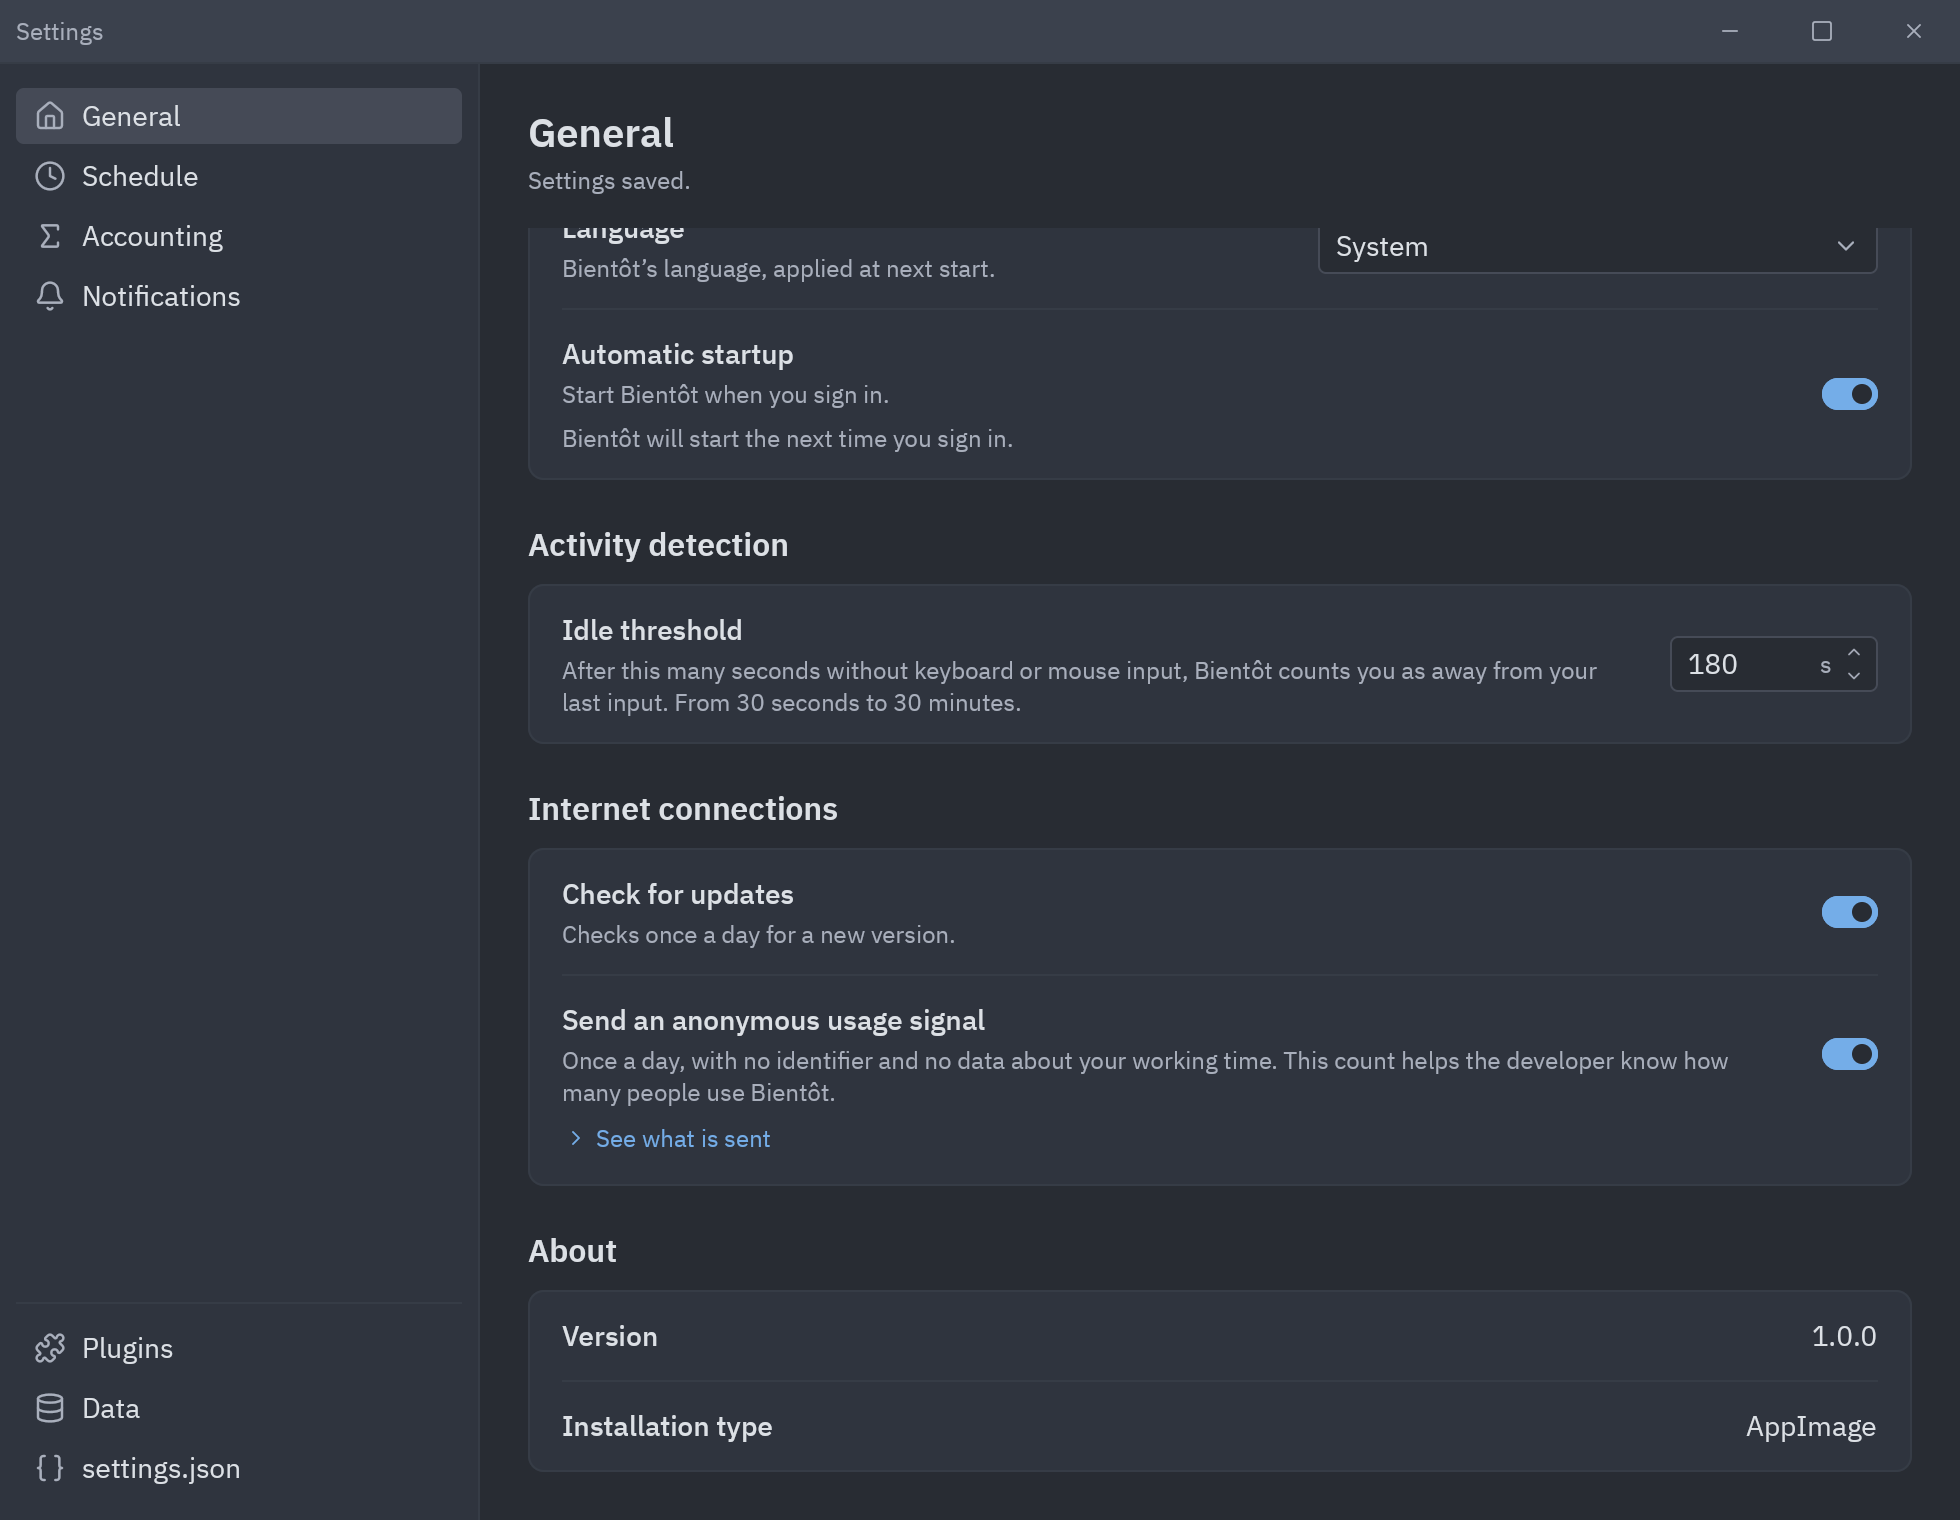 Settings
General
Schedule
Accounting
Notifications
Plugins
Data
settings.json
General
Settings saved.
Language
System
Bientôt’s language, applied at next start.
Automatic startup
Start Bientôt when you sign in.
Bientôt will start the next time you sign in.
Activity detection
Idle threshold
After this many seconds without keyboard or mouse input, Bientôt counts you as away from your
last input. From 30 seconds to 30 minutes.
180 s
Internet connections
Check for updates
Checks once a day for a new version.
Send an anonymous usage signal
Once a day, with no identifier and no data about your working time. This count helps the developer know how
many people use Bientôt.
See what is sent
About
Version 1.0.0
Installation type AppImage